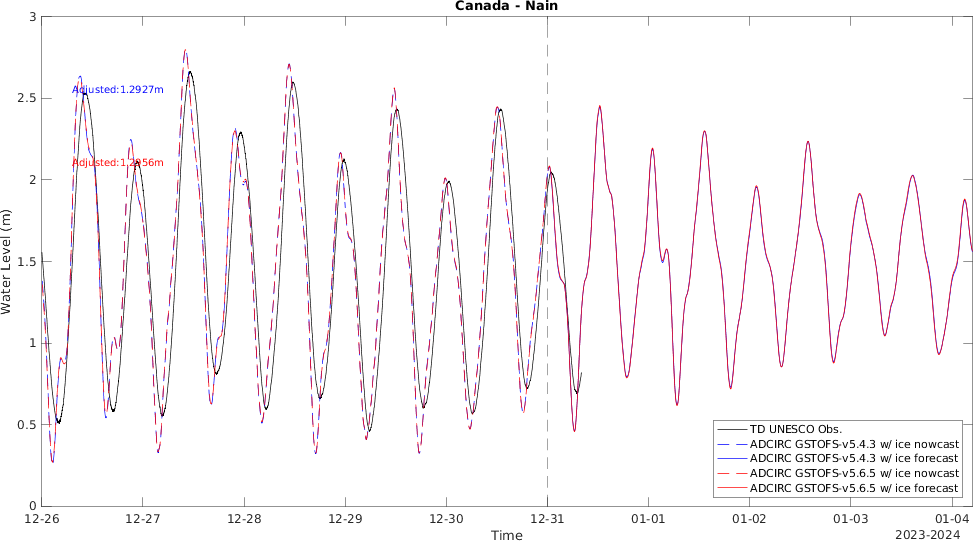 Canada - Nain
3
2.5
2
1.5
1
0.5
0
Water Level (m)
Adjusted:1.2927m
Adjusted:1.2956m
TD UNESCO Obs.
ADCIRC GSTOFS-v5.4.3 w/ ice nowcast
ADCIRC GSTOFS-v5.4.3 w/ ice forecast
ADCIRC GSTOFS-v5.6.5 w/ ice nowcast
ADCIRC GSTOFS-v5.6.5 w/ ice forecast
12-26 12-27 12-28 12-29 12-30 12-31 01-01 01-02 01-03 01-04
Time
2023-2024